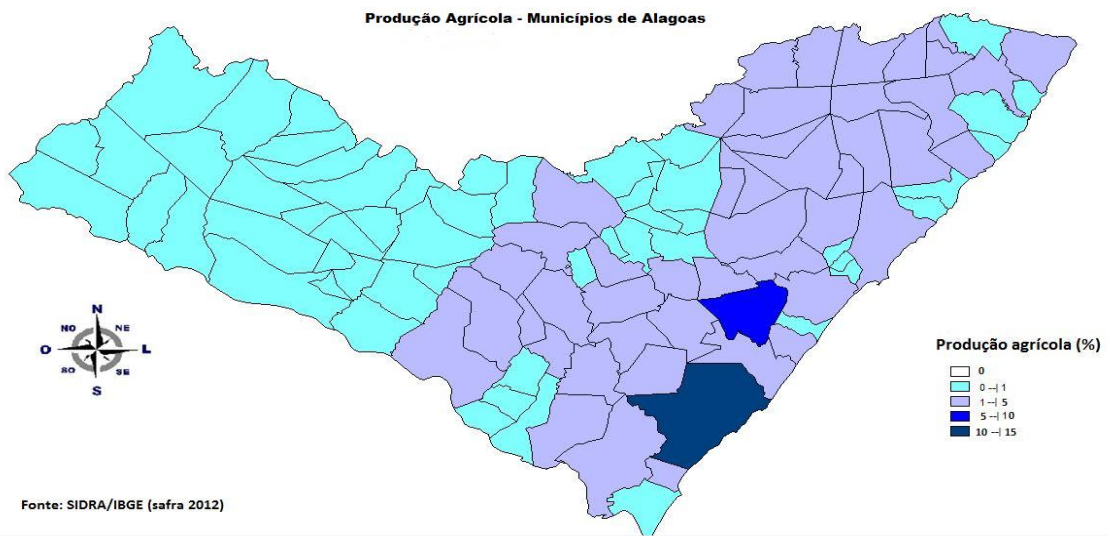 Produção Agrícola - Municípios de Alagoas
N
NO NE
O L
SO SE
S
Produção agrícola (%)
0
0 --| 1
1 --| 5
5 --| 10
10 --| 15
Fonte: SIDRA/IBGE (safra 2012)